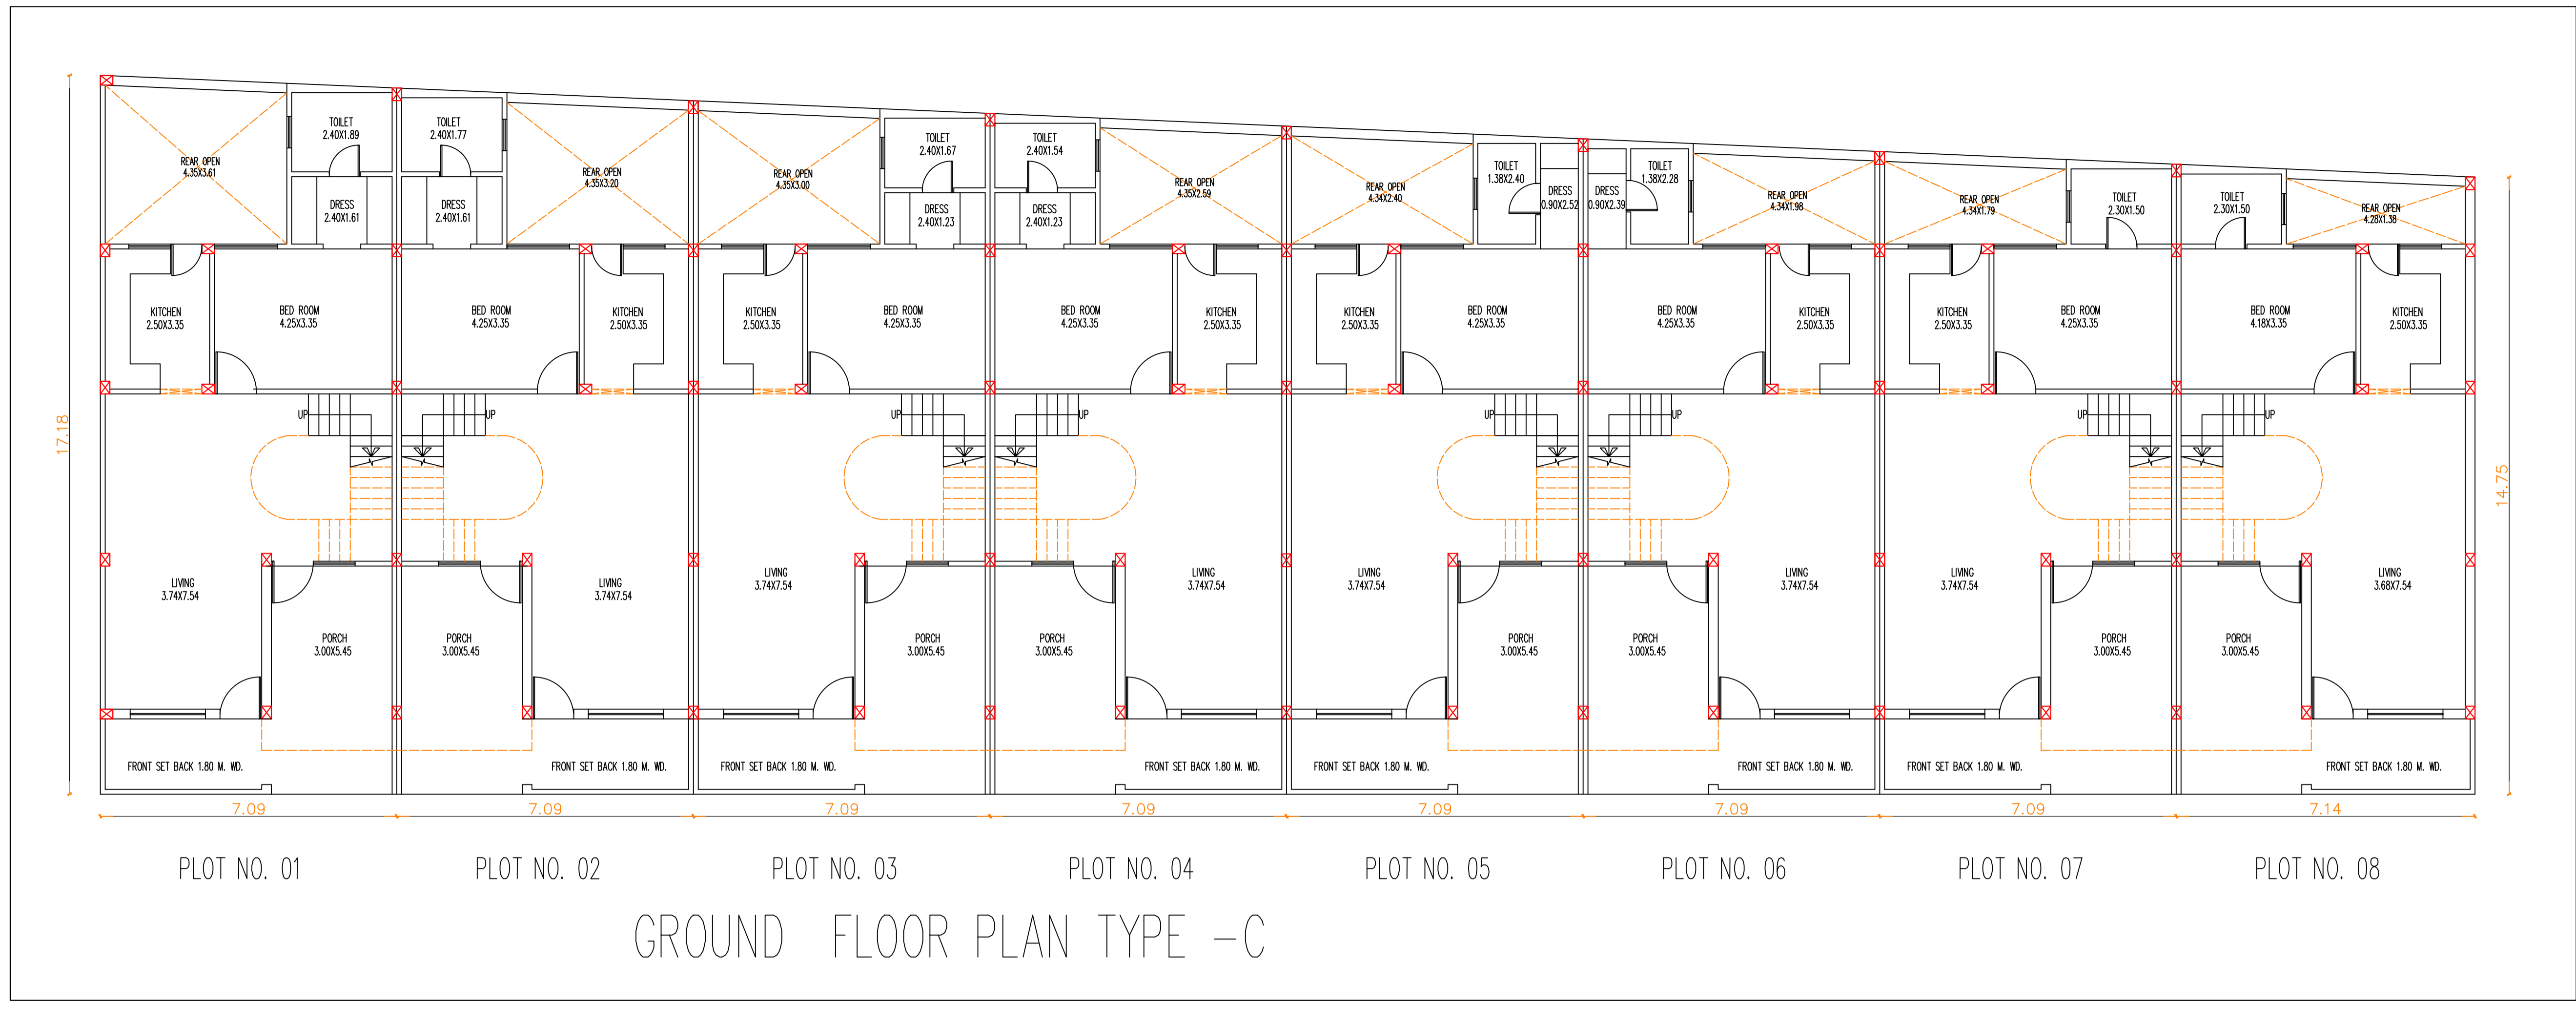 TOILET
2.40X1.89
TOILET
2.40X1.77
REAR OPEN
4.35X3.61
REAR OPEN
4.35X3.20
REAR OPEN
4.35X3.00
TOILET
2.40X1.67
TOILET
2.40X1.54
REAR OPEN
4.35X2.59
REAR OPEN
4.34X2.40
TOILET
1.38X2.40
DRESS
0.90X2.52
DRESS
0.90X2.39
TOILET
1.38X2.28
REAR OPEN
4.34X1.98
REAR OPEN
4.34X1.79
TOILET
2.30X1.50
TOILET
2.30X1.50
REAR OPEN
4.28X1.38
DRESS
2.40X1.61
DRESS
2.40X1.61
DRESS
2.40X1.23
DRESS
2.40X1.23
KITCHEN
2.50X3.35
BED ROOM
4.25X3.35
BED ROOM
4.25X3.35
KITCHEN
2.50X3.35
KITCHEN
2.50X3.35
BED ROOM
4.25X3.35
BED ROOM
4.25X3.35
KITCHEN
2.50X3.35
KITCHEN
2.50X3.35
BED ROOM
4.25X3.35
BED ROOM
4.25X3.35
KITCHEN
2.50X3.35
KITCHEN
2.50X3.35
BED ROOM
4.25X3.35
BED ROOM
4.18X3.35
KITCHEN
2.50X3.35
UP
UP
UP
UP
UP
UP
UP
UP
17.18
14.75
LIVING
3.74X7.54
LIVING
3.74X7.54
LIVING
3.74X7.54
LIVING
3.74X7.54
LIVING
3.74X7.54
LIVING
3.74X7.54
LIVING
3.74X7.54
LIVING
3.68X7.54
PORCH
3.00X5.45
PORCH
3.00X5.45
PORCH
3.00X5.45
PORCH
3.00X5.45
PORCH
3.00X5.45
PORCH
3.00X5.45
PORCH
3.00X5.45
PORCH
3.00X5.45
FRONT SET BACK 1.80 M. WD.
FRONT SET BACK 1.80 M. WD.
FRONT SET BACK 1.80 M. WD.
FRONT SET BACK 1.80 M. WD.
FRONT SET BACK 1.80 M. WD.
FRONT SET BACK 1.80 M. WD.
FRONT SET BACK 1.80 M. WD.
FRONT SET BACK 1.80 M. WD.
7.09
7.09
7.09
7.09
7.09
7.09
7.09
7.14
PLOT NO. 01
PLOT NO. 02
PLOT NO. 03
PLOT NO. 04
PLOT NO. 05
PLOT NO. 06
PLOT NO. 07
PLOT NO. 08
GROUND FLOOR PLAN TYPE -C